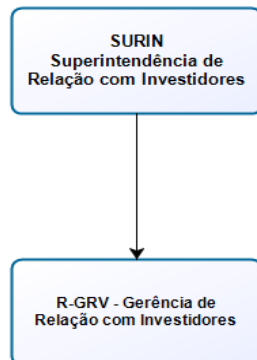 SURIN
Superintendência de
Relação com Investidores
R-GRV - Gerência de
Relação com Investidores